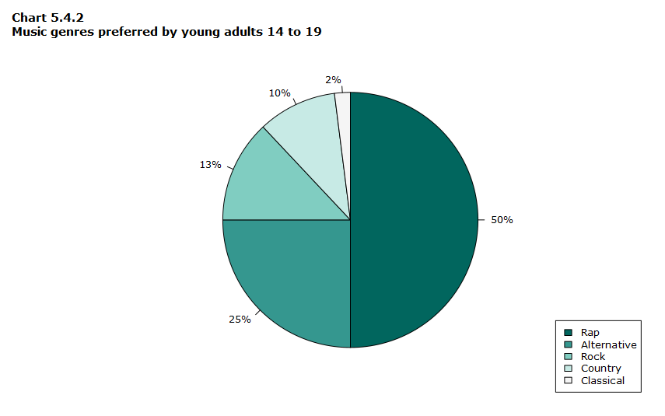 Chart 5.4.2
Music genres preferred by young adults 14 to 19
2%
10%
13%
50%
25%
Rap
Alternative
Rock
Country
Classical